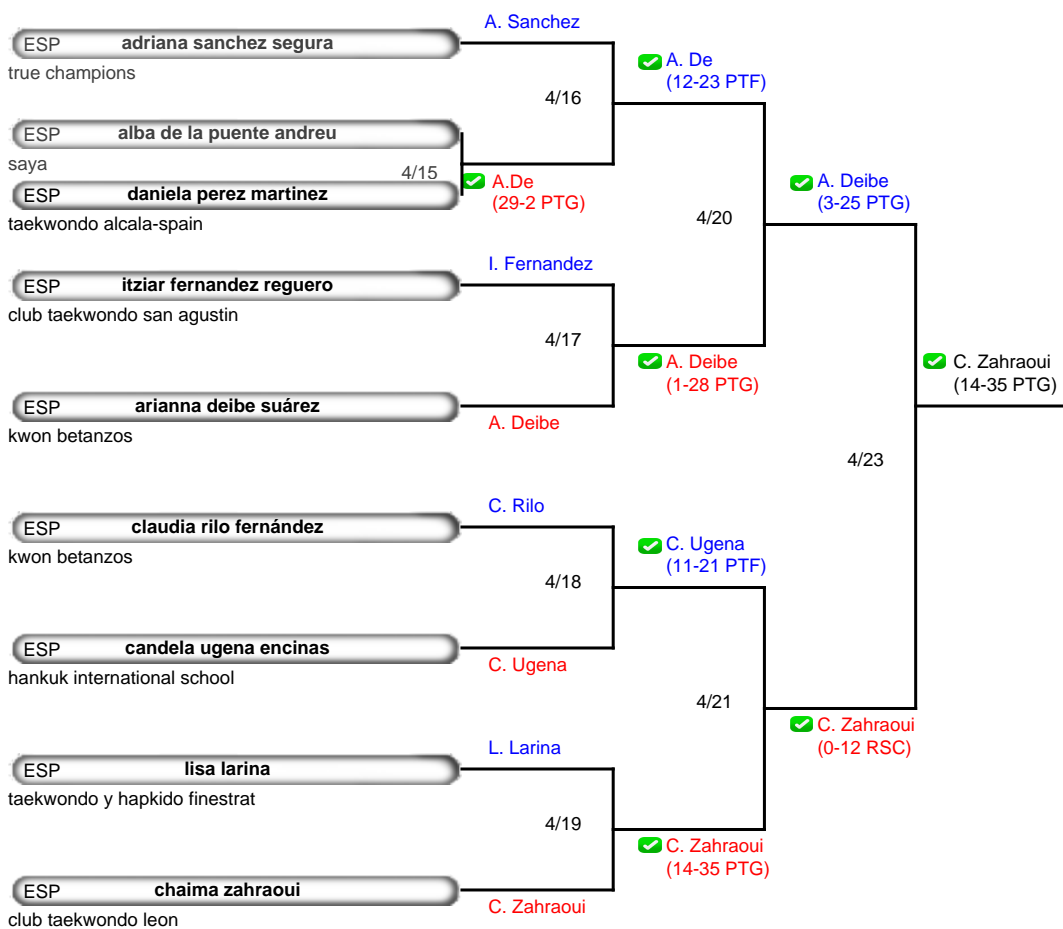 A. Sanchez
ESP adriana sanchez segura
true champions
A. De
(12-23 PTF)
4/16
ESP alba de la puente andreu
saya
4/15
A.De
(29-2 PTG)
ESP daniela perez martinez
taekwondo alcala-spain
A. Deibe
(3-25 PTG)
4/20
I. Fernandez
ESP itziar fernandez reguero
club taekwondo san agustin
4/17
A. Deibe
(1-28 PTG)
C. Zahraoui
(14-35 PTG)
ESP arianna deibe suárez
A. Deibe
kwon betanzos
4/23
C. Rilo
ESP claudia rilo fernández
kwon betanzos
C. Ugena
(11-21 PTF)
4/18
ESP candela ugena encinas
C. Ugena
hankuk international school
4/21
C. Zahraoui
(0-12 RSC)
L. Larina
ESP lisa larina
taekwondo y hapkido finestrat
4/19
C. Zahraoui
(14-35 PTG)
ESP chaima zahraoui
C. Zahraoui
club taekwondo leon